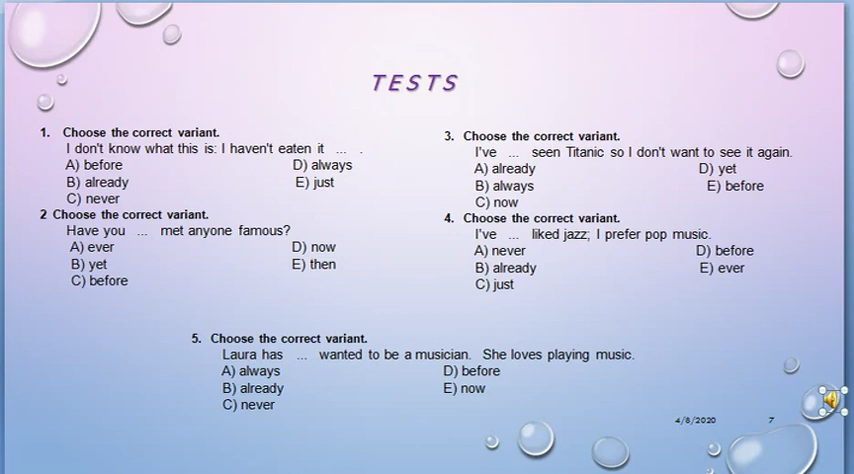 TESTS
1. Choose the correct variant.
I don't know what this is: I haven't eaten it ... .
A) before D) always
B) already E) just
C) never
2 Choose the correct variant.
Have you ... met anyone famous?
A) ever D) now
B) yet E) then
C) before
3. Choose the correct variant.
I've ... seen Titanic so I don't want to see it again.
A) already D) yet
B) always E) before
C) now
4. Choose the correct variant.
I've ... liked jazz; I prefer pop music.
A) never D) before
B) already E) ever
C) just
5. Choose the correct variant.
Laura has ... wanted to be a musician. She loves playing music.
A) always D) before
B) already E) now
C) never
4/8/2020 7